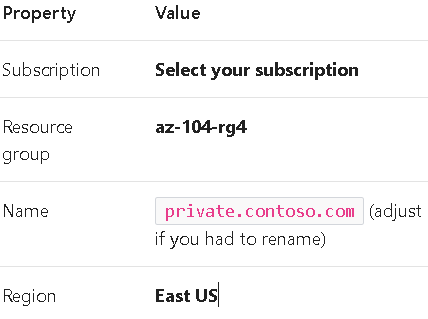 Property Value
Subscription Select your subscription
Resource group az-104-rg4
Name private.contoso.com (adjust
if you had to rename)
Region East US